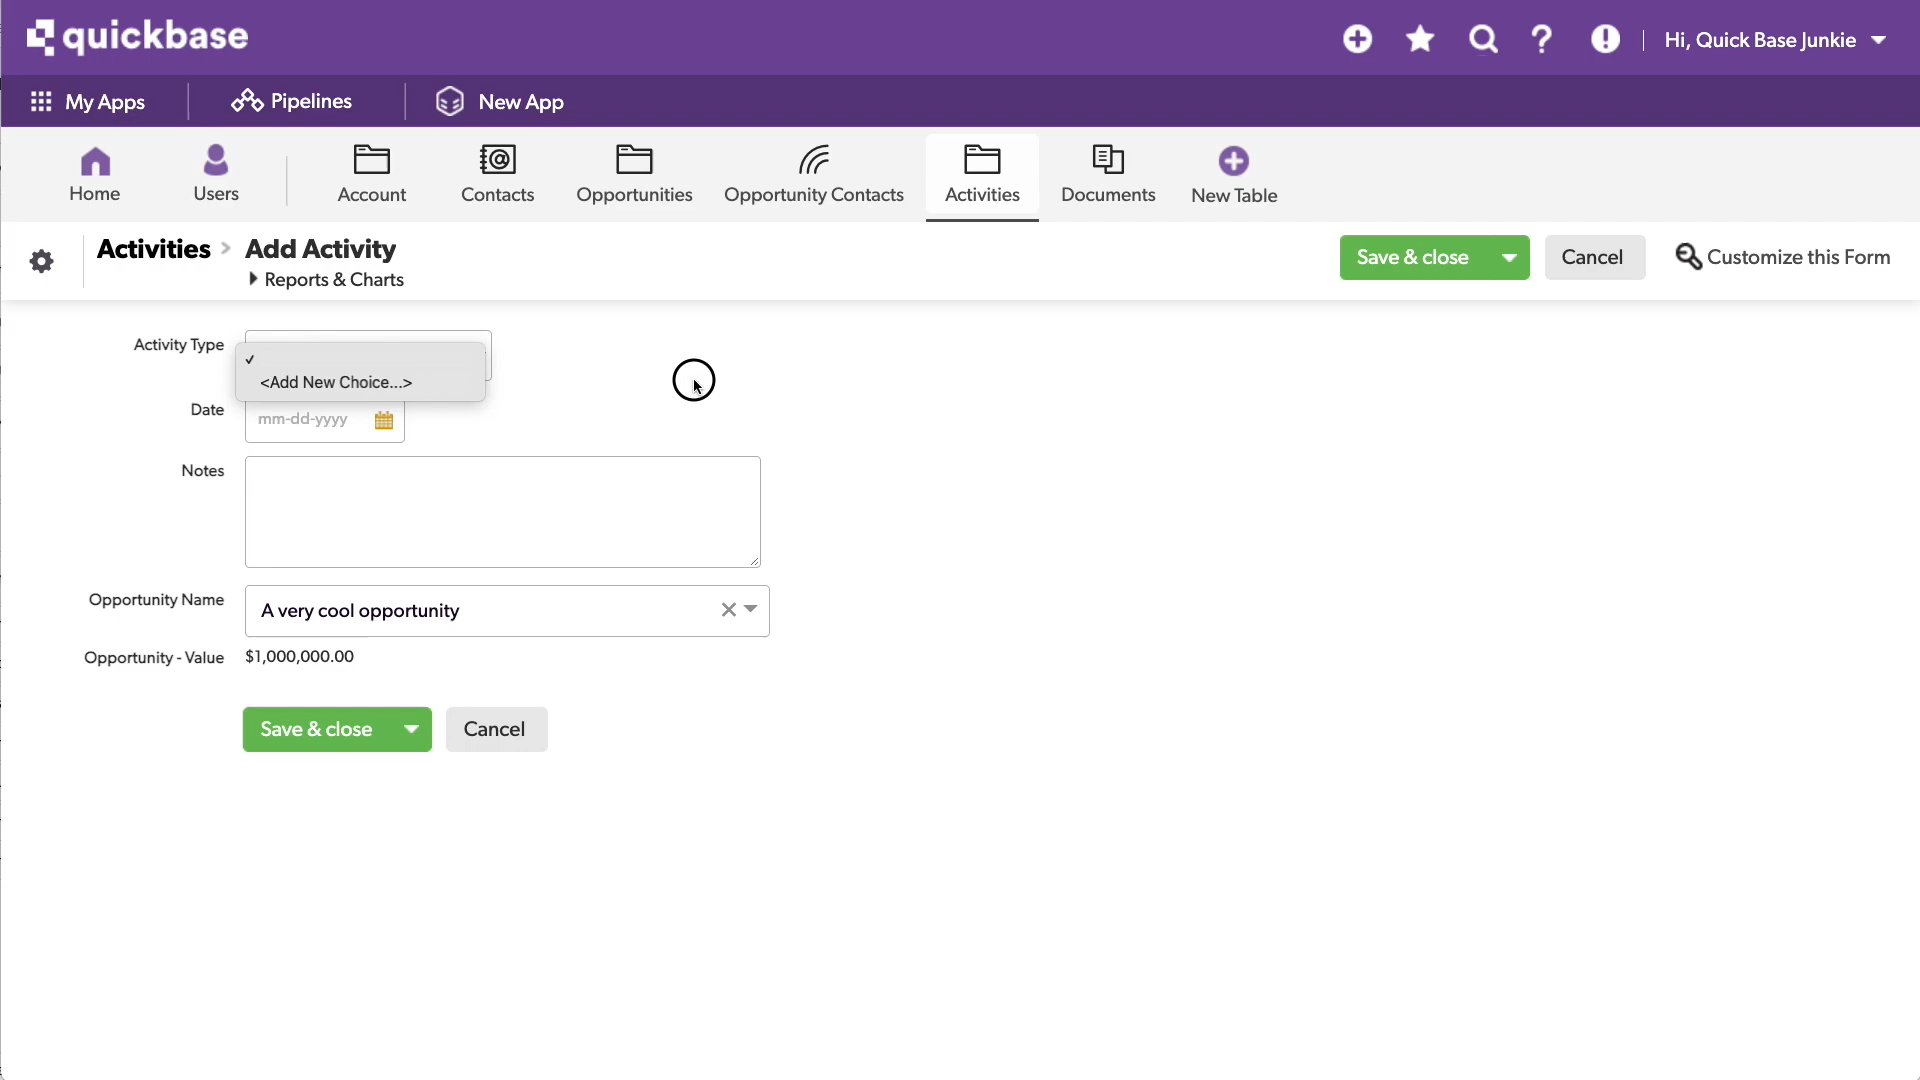 quickbase
Hi, Quick Base Junkie
My Apps
Pipelines
New App
Home
Users
Account
Contacts
Opportunities
Opportunity Contacts
Activities
Documents
New Table
Activities > Add Activity
Reports & Charts
Save & close
Cancel
Customize this Form
Activity Type
<Add New Choice...>
Date
mm-dd-yyyy
Notes
Opportunity Name
A very cool opportunity
Opportunity - Value
$1,000,000.00
Save & close
Cancel